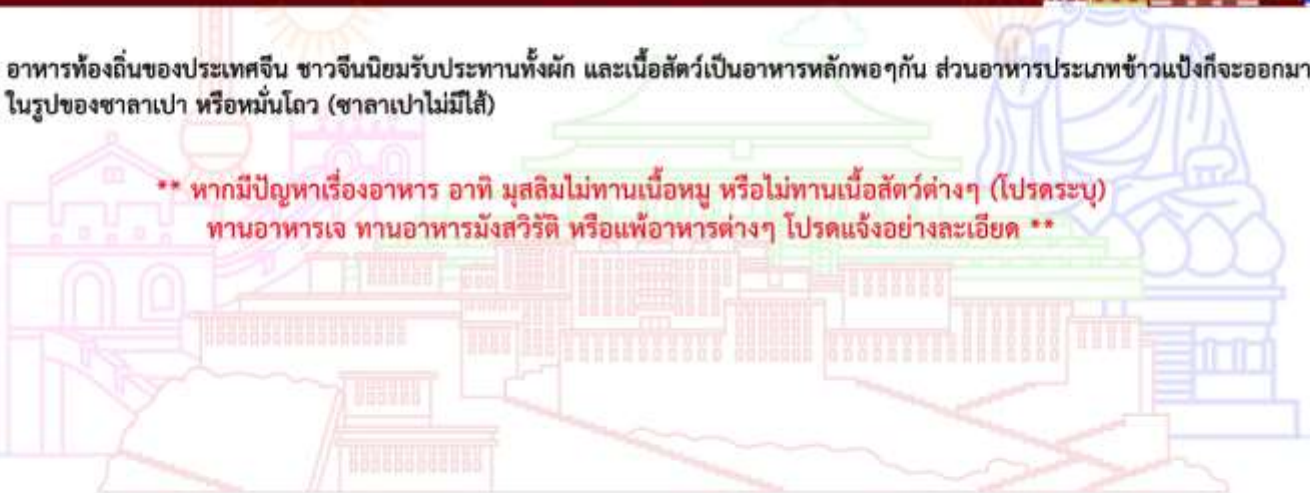 อาหารท้องถิ่นของประเทศจีน ชาวจีนนิยมรับประทานทั้งผัก และเนื้อสัตว์เป็นอาหารหลักพอๆกัน ส่วนอาหารประเภทข้าวแป้งก็จะออกมา
ในรูปของซาลาเปา หรือหมั่นโถว (ซาลาเปาไม่มีไส้)
** หากมีปัญหาเรื่องอาหาร อาทิ มุสลิมไม่ทานเนื้อหมู หรือไม่ทานเนื้อสัตว์ต่างๆ (โปรดระบุ)
ทานอาหารเจ ทานอาหารมังสวิรัติ หรือแพ้อาหารต่างๆ โปรดแจ้งอย่างละเอียด **